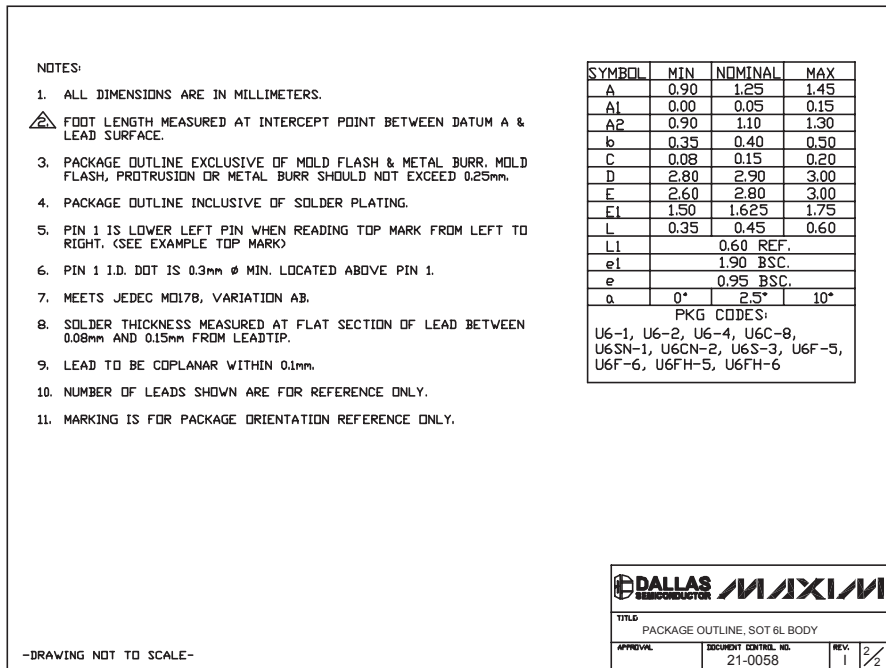 NOTES:
1. ALL DIMENSIONS ARE IN MILLIMETERS.
2. FOOT LENGTH MEASURED AT INTERCEPT POINT BETWEEN DATUM A &
LEAD SURFACE.
3. PACKAGE OUTLINE EXCLUSIVE OF MOLD FLASH & METAL BURR. MOLD
FLASH, PROTRUSION OR METAL BURR SHOULD NOT EXCEED 0.25mm.
4. PACKAGE OUTLINE INCLUSIVE OF SOLDER PLATING.
5. PIN 1 IS LOWER LEFT PIN WHEN READING TOP MARK FROM LEFT TO
RIGHT. (SEE EXAMPLE TOP MARK)
6. PIN 1 I.D. DOT IS 0.3mm ø MIN. LOCATED ABOVE PIN 1.
7. MEETS JEDEC MO178, VARIATION AB.
8. SOLDER THICKNESS MEASURED AT FLAT SECTION OF LEAD BETWEEN
0.08mm AND 0.15mm FROM LEADTIP.
9. LEAD TO BE COPLANAR WITHIN 0.1mm.
10. NUMBER OF LEADS SHOWN ARE FOR REFERENCE ONLY.
11. MARKING IS FOR PACKAGE ORIENTATION REFERENCE ONLY.
SYMBOL MIN NOMINAL MAX
A 0.90 1.25 1.45
A1 0.00 0.05 0.15
A2 0.90 1.10 1.30
b 0.35 0.40 0.50
C 0.08 0.15 0.20
D 2.80 2.90 3.00
E 2.60 2.80 3.00
E1 1.50 1.625 1.75
L 0.35 0.45 0.60
L1 0.60 REF.
e1 1.90 BSC.
e 0.95 BSC.
a 0° 2.5° 10°
PKG CODES:
U6-1, U6-2, U6-4, U6C-8,
U6SN-1, U6CN-2, U6S-3, U6F-5,
U6F-6, U6FH-5, U6FH-6
-DRAWING NOT TO SCALE-
DALLAS SEMICONDUCTOR MAXIM
TITLE:
PACKAGE OUTLINE, SOT 6L BODY
APPROVAL DOCUMENT CONTROL NO. REV.
21-0058 I 2/2